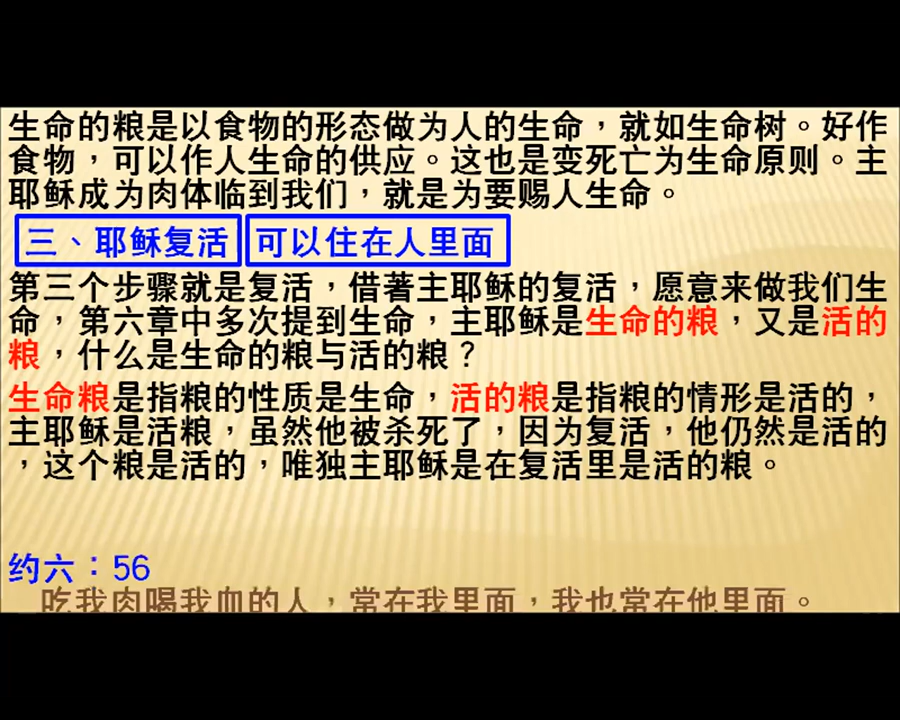 生命的粮是以食物的形态做为人的生命，就如生命树。好作
食物，可以作人生命的供应。这也是变死亡为生命原则。主
耶稣成为肉体临到我们，就是为要赐人生命。
三、耶稣复活 可以住在人里面
第三个步骤就是复活，借著主耶稣的复活，愿意来做我们生
命，第六章中多次提到生命，主耶稣是生命的粮，又是活的
粮，什么是生命的粮与活的粮？
生命粮是指粮的性质是生命，活的粮是指粮的情形是活的，
主耶稣是活粮，虽然他被杀死了，因为复活，他仍然是活的
，这个粮是活的，唯独主耶稣是在复活里是活的粮。
约六：56
吃我肉喝我血的人，常在我里面，我也常在他里面。